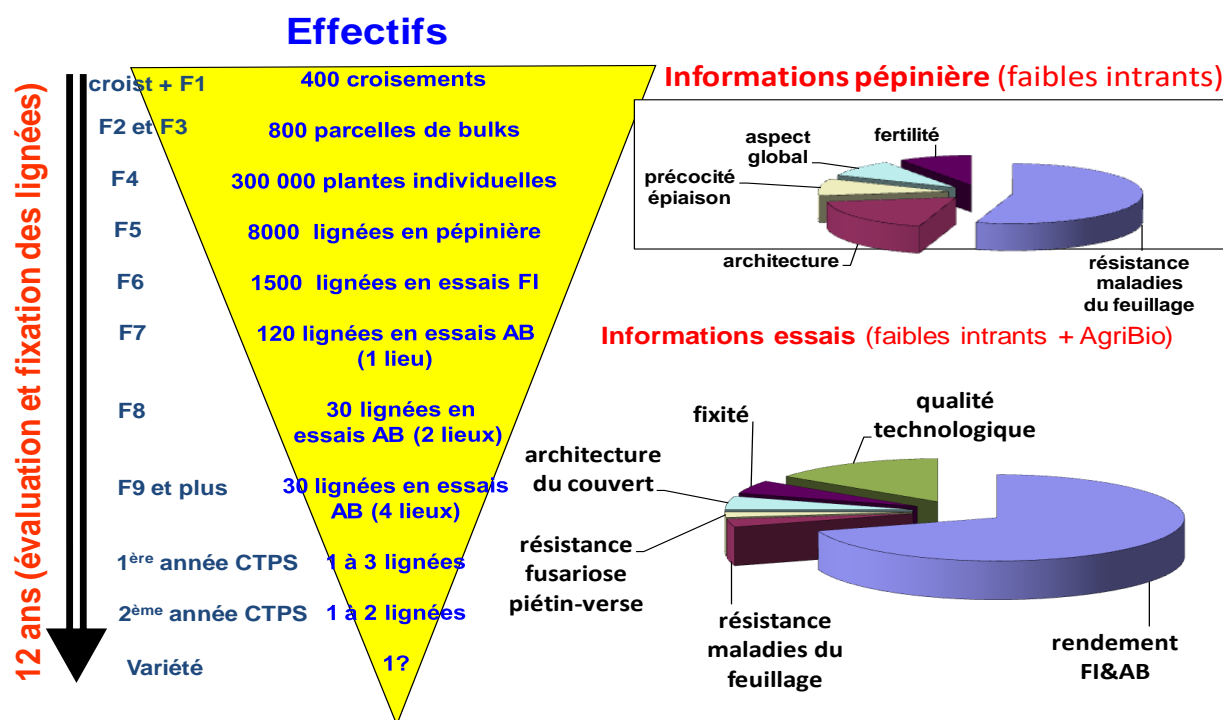 Effectifs
12 ans (évaluation et fixation des lignées)
croist + F1
400 croisements
F2 et F3
800 parcelles de bulks
F4
300 000 plantes individuelles
F5
8000 lignées en pépinière
F6
1500 lignées en essais FI
F7
120 lignées en essais AB
(1 lieu)
F8
30 lignées en
essais AB (2 lieux)
F9 et plus
30 lignées en essais
AB (4 lieux)
1ère année CTPS
1 à 3 lignées
2ème année CTPS
1 à 2 lignées
Variété
1?
Informations pépinière (faibles intrants)
aspect
global
fertilité
précocité
épiaison
architecture
résistance
maladies
du feuillage
Informations essais (faibles intrants + AgriBio)
fixité
qualité
technologique
architecture
du couvert
résistance
fusariose
piétin-verse
résistance
maladies du
feuillage
rendement
FI&AB